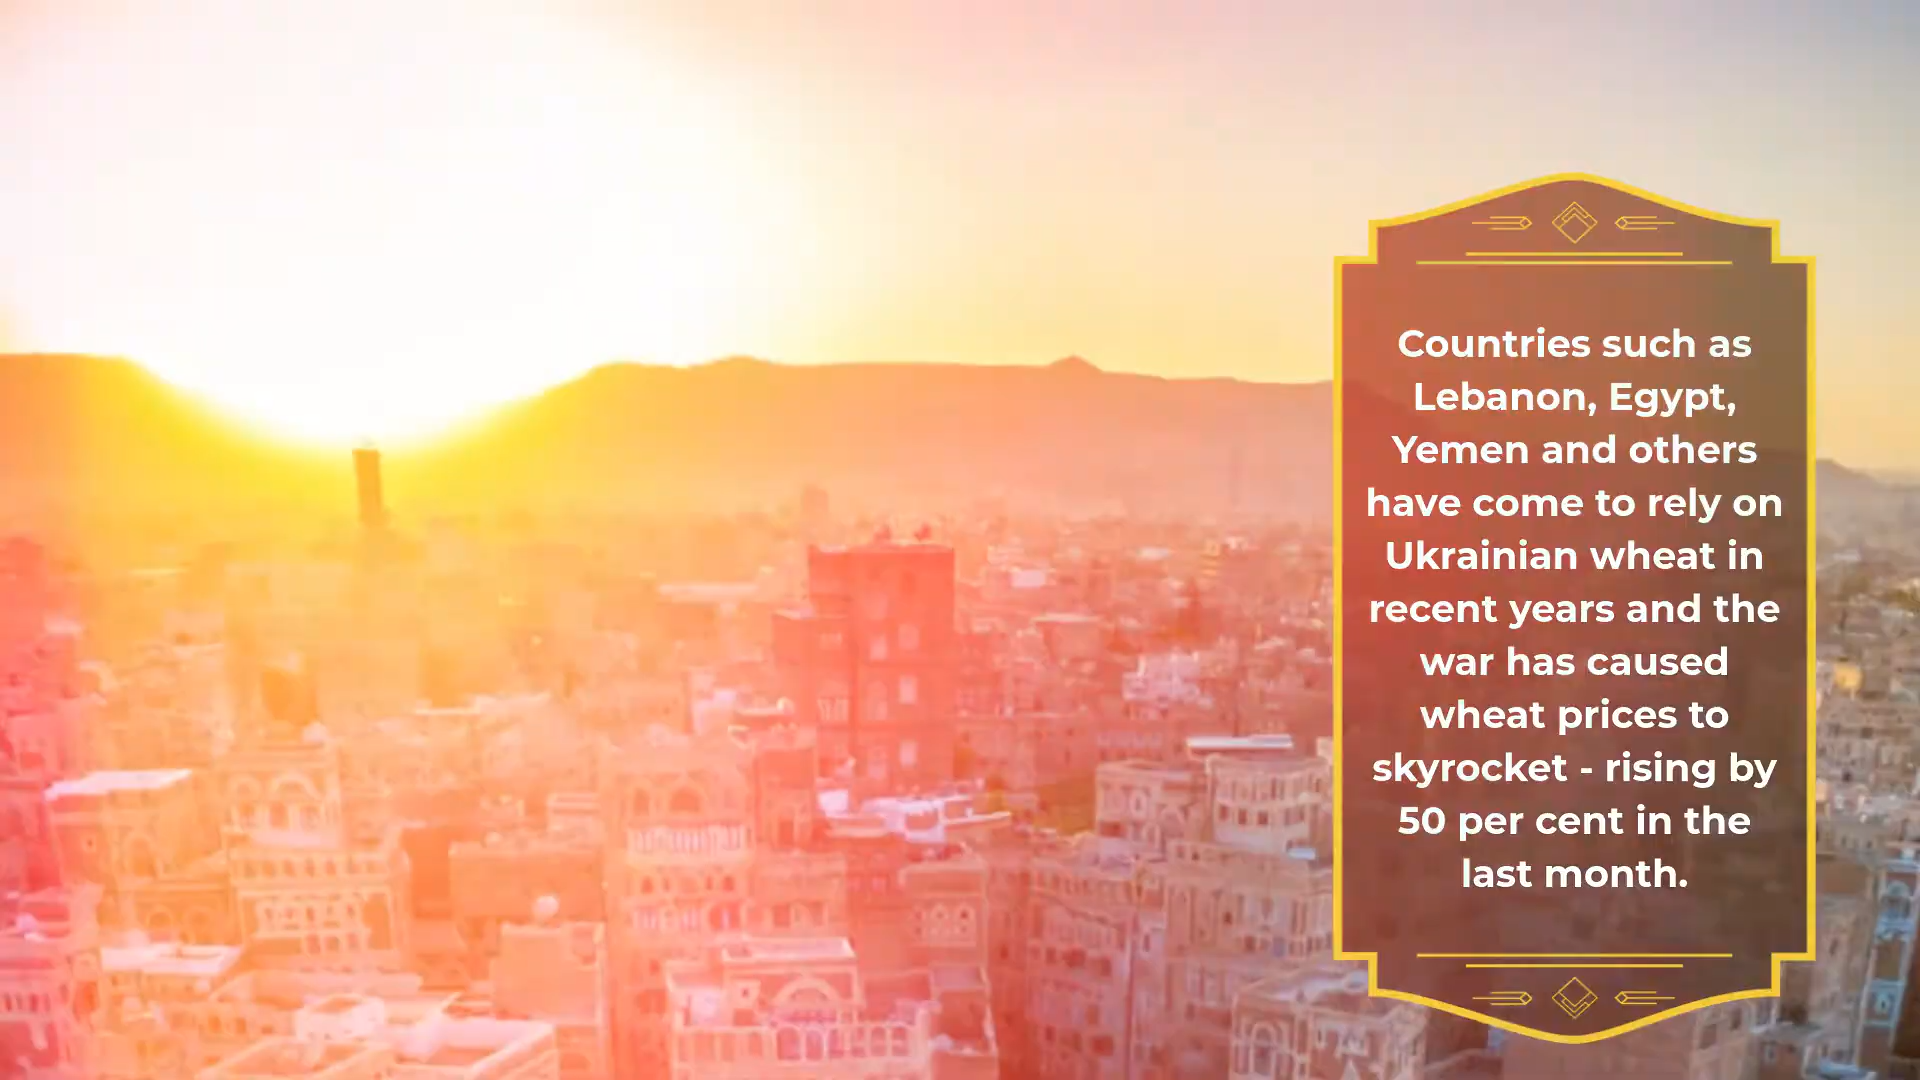 Countries such as
Lebanon, Egypt,
Yemen and others
have come to rely on
Ukrainian wheat in
recent years and the
war has caused
wheat prices to
skyrocket - rising by
50 per cent in the
last month.